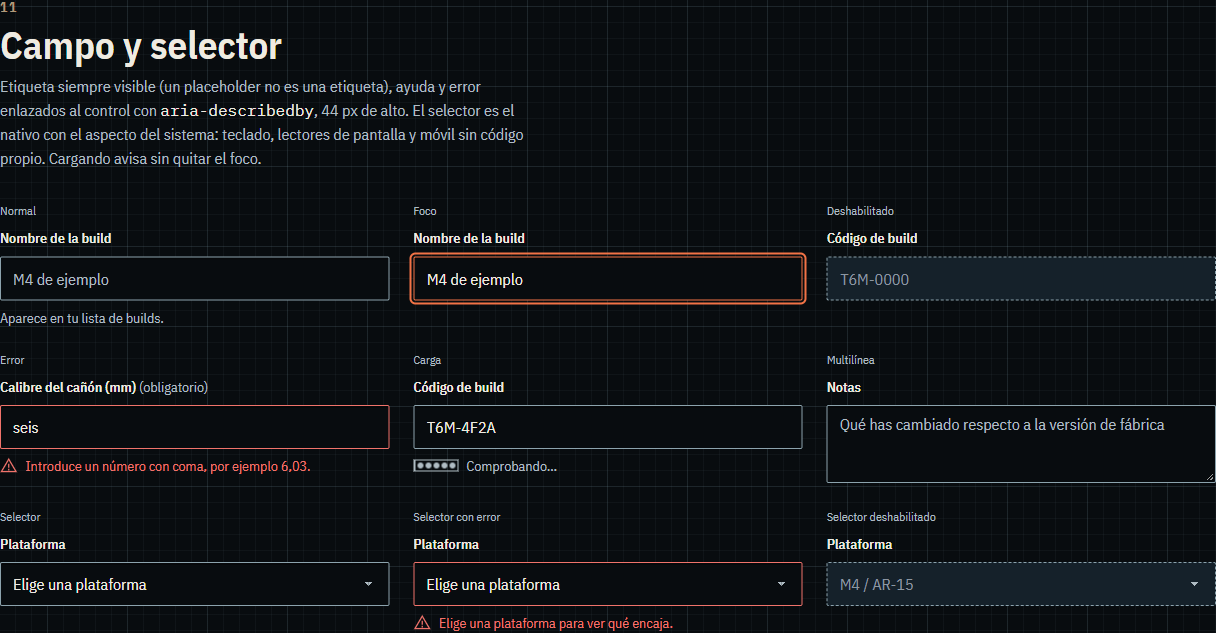 11
Campo y selector
Etiqueta siempre visible (un placeholder no es una etiqueta), ayuda y error
enlazados al control con aria-describedby, 44 px de alto. El selector es el
nativo con el aspecto del sistema: teclado, lectores de pantalla y móvil sin código
propio. Cargando avisa sin quitar el foco.
Normal
Nombre de la build
M4 de ejemplo
Aparece en tu lista de builds.
Foco
Nombre de la build
M4 de ejemplo
Deshabilitado
Código de build
T6M-0000
Error
Calibre del cañón (mm) (obligatorio)
seis
Introduce un número con coma, por ejemplo 6,03.
Carga
Código de build
T6M-4F2A
Comprobando...
Multilínea
Notas
Qué has cambiado respecto a la versión de fábrica
Selector
Plataforma
Elige una plataforma
Selector con error
Plataforma
Elige una plataforma
Elige una plataforma para ver qué encaja.
Selector deshabilitado
Plataforma
M4 / AR-15